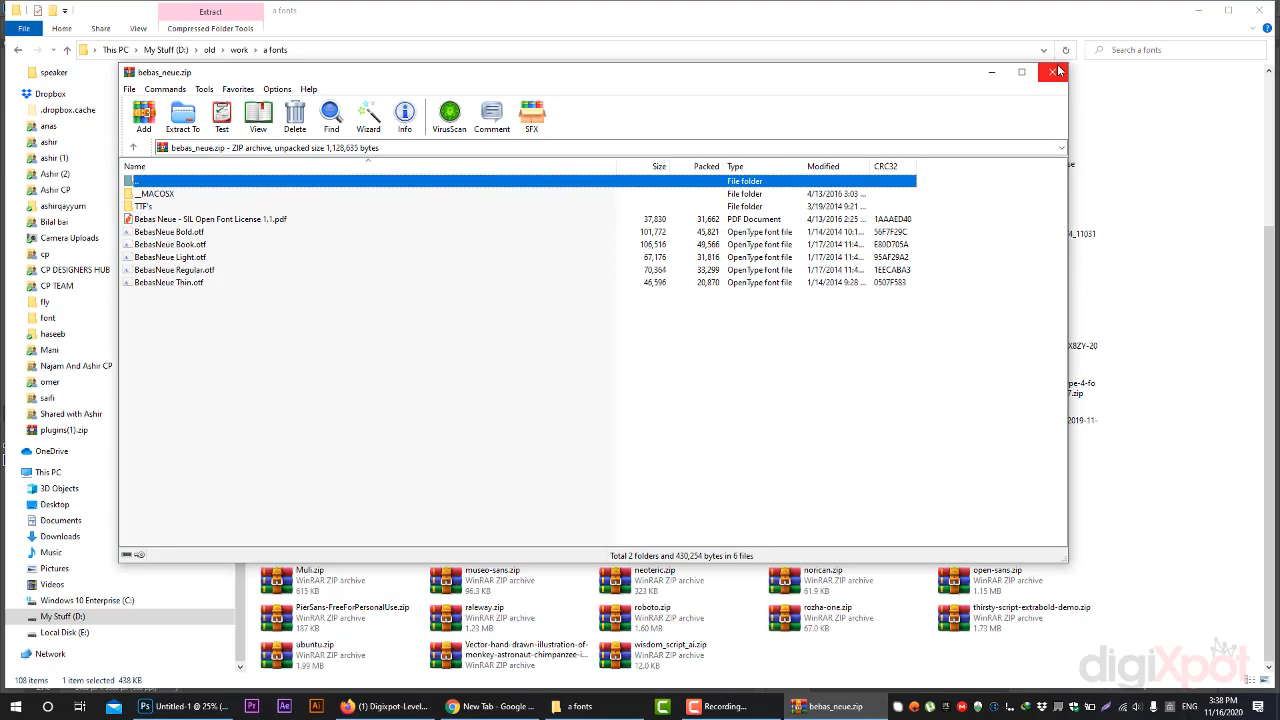 Extract
a fonts
File
Home
Share
View
Compressed Folder Tools
This PC
My Stuff (D:)
old
work
a fonts
Search a fonts
speaker
Dropbox
.dropbox.cache
anas
ashir
ashir (1)
Ashir (2)
Ashir CP
ashirqayyum
Bilal bai
Camera Uploads
cp
CP DESIGNERS HUB
CP TEAM
fly
font
haseeb
Mani
Najam And Ashir CP
omer
saifi
Shared with Ashir
plugins(1).zip
OneDrive
This PC
3D Objects
Desktop
Documents
Downloads
Music
Pictures
Videos
Windows 10 Enterprise (C:)
My Stuff (D:)
Local Disk (E:)
Network
bebas_neue.zip
File Commands Tools Favorites Options Help
Add Extract To Test View Delete Find Wizard Info VirusScan Comment SFX
bebas_neue.zip - ZIP archive, unpacked size 1,128,635 bytes
Name Size Packed Type Modified CRC32
.. File folder
__MACOSX File folder 4/13/2016 3:03 ...
TTF's File folder 3/19/2014 9:21 ...
Bebas Neue - SIL Open Font License 1.1.pdf 37,830 31,662 PDF Document 4/13/2016 2:25 ... 1AAAED40
BebasNeue Bold.otf 101,772 45,821 OpenType font file 1/14/2014 10:1... 56F7F29C
BebasNeue Book.otf 106,516 49,566 OpenType font file 1/17/2014 11:4... E80D705A
BebasNeue Light.otf 67,176 31,816 OpenType font file 1/17/2014 11:4... 95AF29A2
BebasNeue Regular.otf 70,364 33,299 OpenType font file 1/17/2014 11:4... 1EECABA3
BebasNeue Thin.otf 46,596 20,870 OpenType font file 1/14/2014 9:28 ... 0507F583
Total 2 folders and 430,254 bytes in 6 files
_11031
X8ZY-20
ype-4-fo
7.zip
2019-11-
Muli.zip
WinRAR ZIP archive
615 KB
museo-sans.zip
WinRAR ZIP archive
96.3 KB
neoteric.zip
WinRAR ZIP archive
323 KB
norican.zip
WinRAR ZIP archive
61.9 KB
open-sans.zip
WinRAR ZIP archive
1.15 MB
PierSans-FreeForPersonalUse.zip
WinRAR ZIP archive
187 KB
raleway.zip
WinRAR ZIP archive
1.23 MB
roboto.zip
WinRAR ZIP archive
1.60 MB
rozha-one.zip
WinRAR ZIP archive
67.0 KB
thirsty-script-extrabold-demo.zip
WinRAR ZIP archive
1.73 MB
ubuntu.zip
WinRAR ZIP archive
1.99 MB
Vector-hand-drawn-illustration-of-
monkey-astronaut-chimpanzee-i...
WinRAR ZIP archive
wisdom_script_ai.zip
WinRAR ZIP archive
12.0 KB
digiXpot
108 items 1 item selected 438 KB
Untitled-1 @ 25% (...
(1) Digixpot-Level...
New Tab - Google ...
a fonts
Recording...
bebas_neue.zip
3:38 PM
11/16/2020